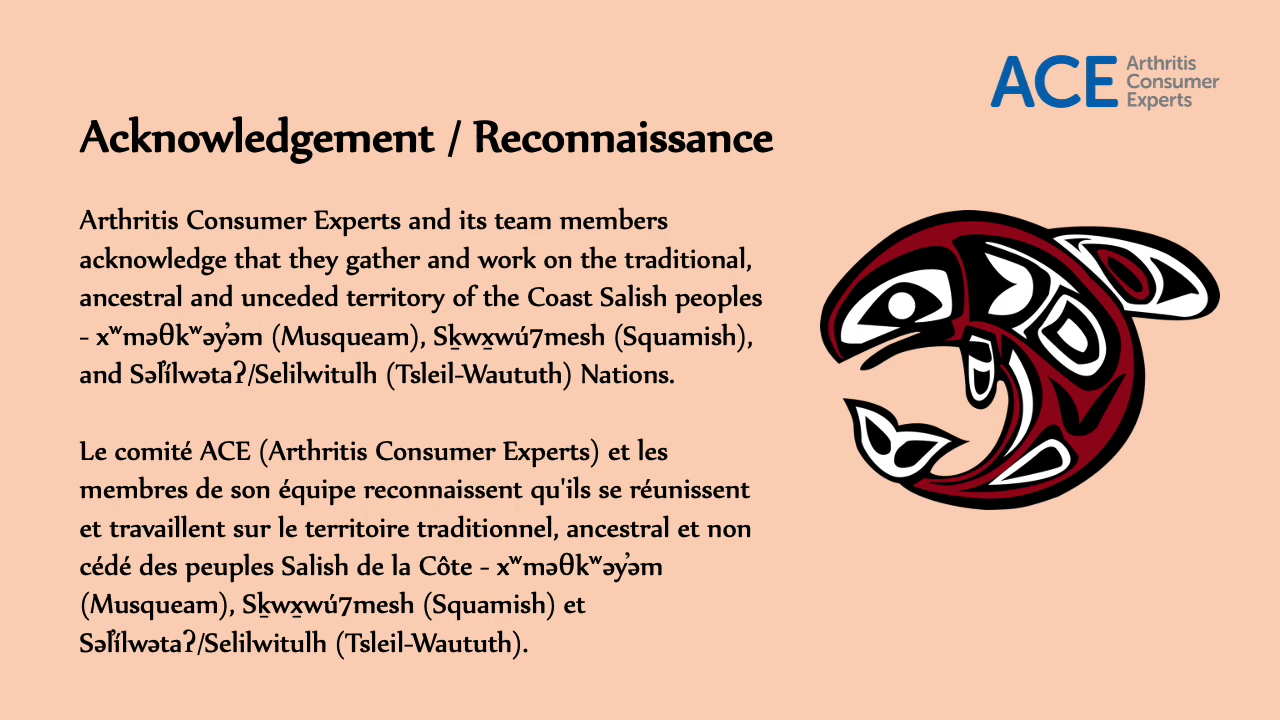 ACE Arthritis
Consumer
Experts
Acknowledgement / Reconnaissance
Arthritis Consumer Experts and its team members
acknowledge that they gather and work on the traditional,
ancestral and unceded territory of the Coast Salish peoples
- xʷməθkʷəy̓əm (Musqueam), Sḵwx̱wú7mesh (Squamish),
and Səl̓ílwətaʔ/Selilwitulh (Tsleil-Waututh) Nations.
Le comité ACE (Arthritis Consumer Experts) et les
membres de son équipe reconnaissent qu'ils se réunissent
et travaillent sur le territoire traditionnel, ancestral et non
cédé des peuples Salish de la Côte - xʷməθkʷəy̓əm
(Musqueam), Sḵwx̱wú7mesh (Squamish) et
Səl̓ílwətaʔ/Selilwitulh (Tsleil-Waututh).